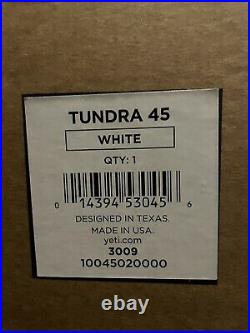 TUNDRA 45
WHITE
QTY: 1
0 14394 53045 6
DESIGNED IN TEXAS.
MADE IN USA.
yeti.com
3009
10045020000